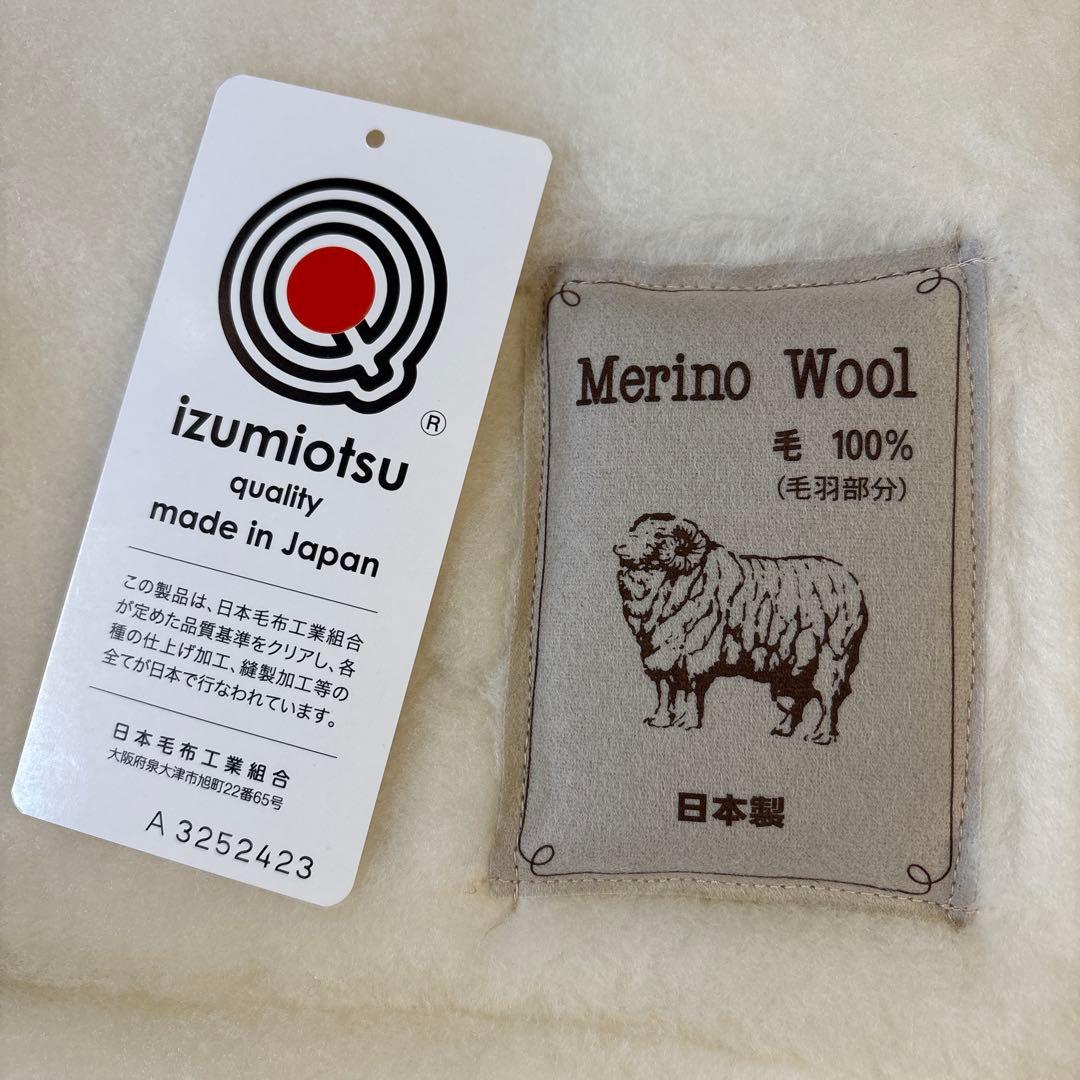 izumiotsu
®
quality
made in Japan
この製品は、日本毛布工業組合
が定めた品質基準をクリアし、各
種の仕上げ加工、縫製加工等の
全てが日本で行なわれています。
日本毛布工業組合
大阪府泉大津市旭町22番65号
A 3252423
Merino Wool
毛 100%
(毛羽部分)
日本製